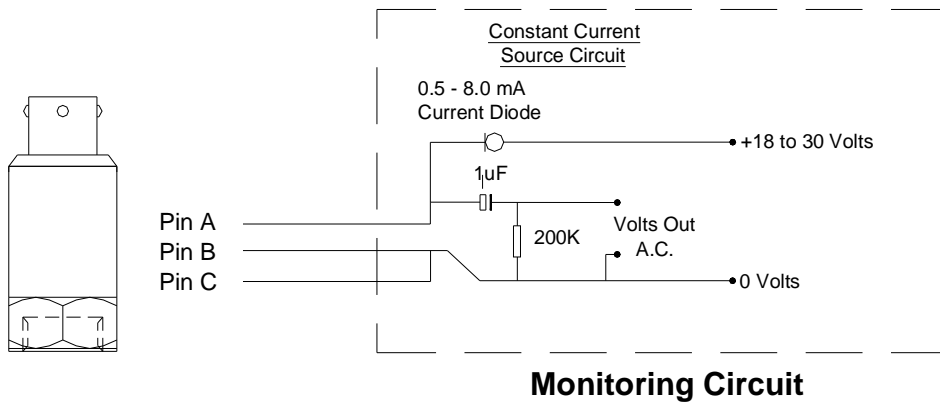 Constant Current
Source Circuit
0.5 - 8.0 mA
Current Diode
+18 to 30 Volts
1uF
Pin A
Volts Out
A.C.
200K
Pin B
Pin C
0 Volts
Monitoring Circuit